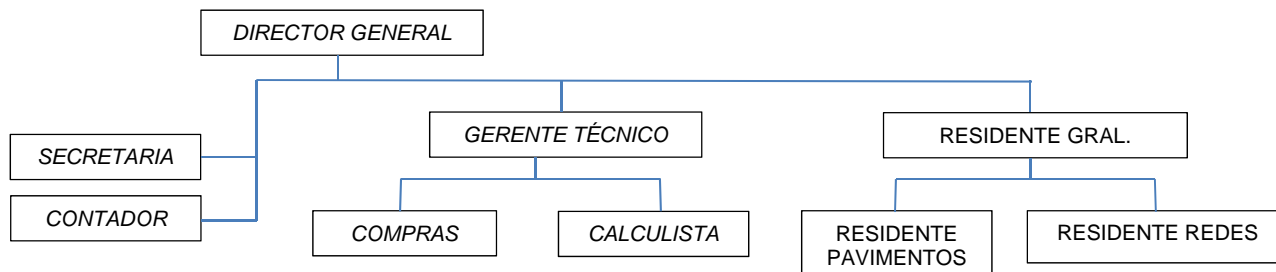 DIRECTOR GENERAL
GERENTE TÉCNICO
RESIDENTE GRAL.
SECRETARIA
CONTADOR
COMPRAS
CALCULISTA
RESIDENTE
PAVIMENTOS
RESIDENTE REDES